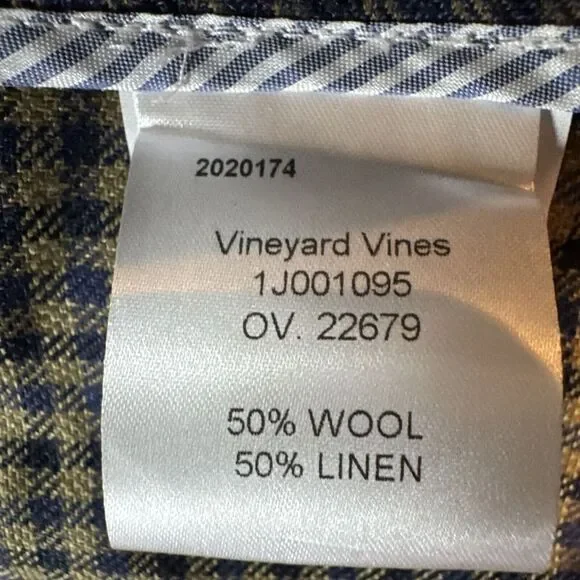 2020174
Vineyard Vines
1J001095
OV. 22679
50% WOOL
50% LINEN